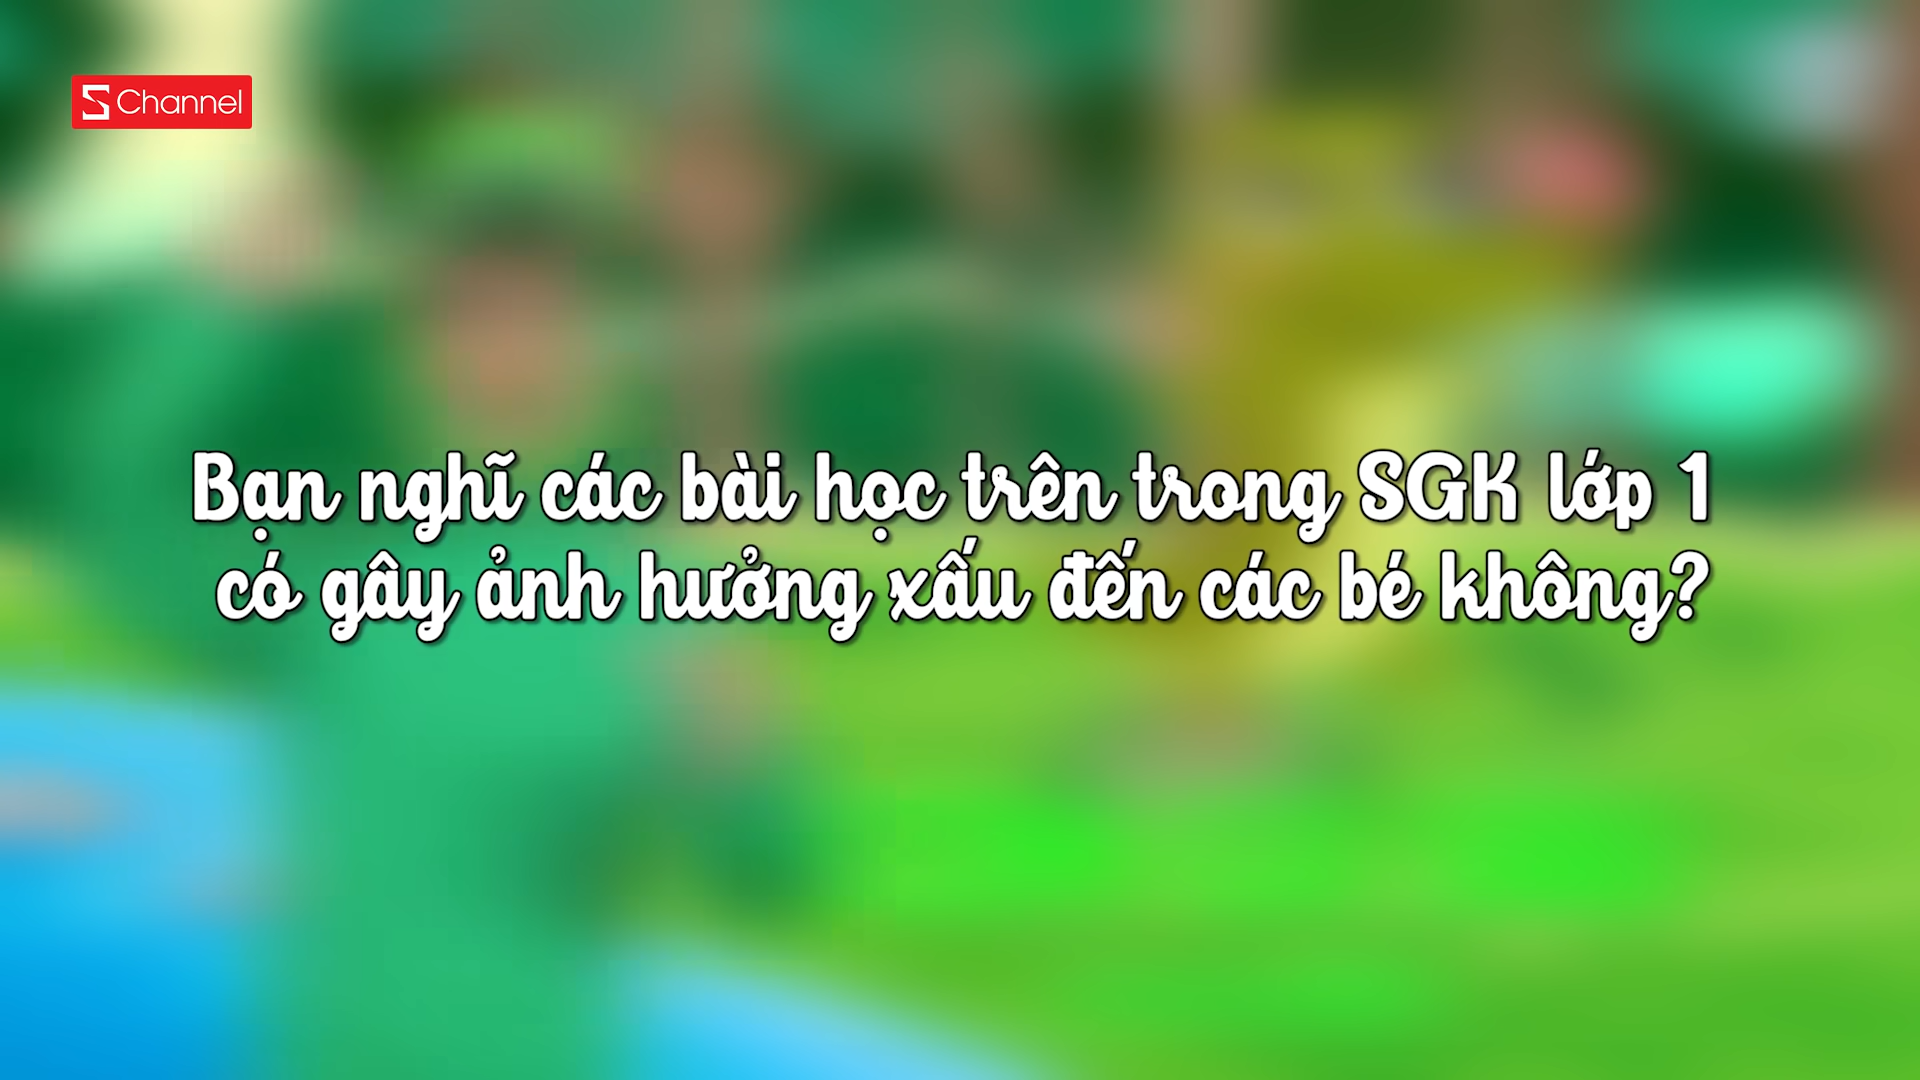 S Channel
Bạn nghĩ các bài học trên trong SGK lớp 1
có gây ảnh hưởng xấu đến các bé không?